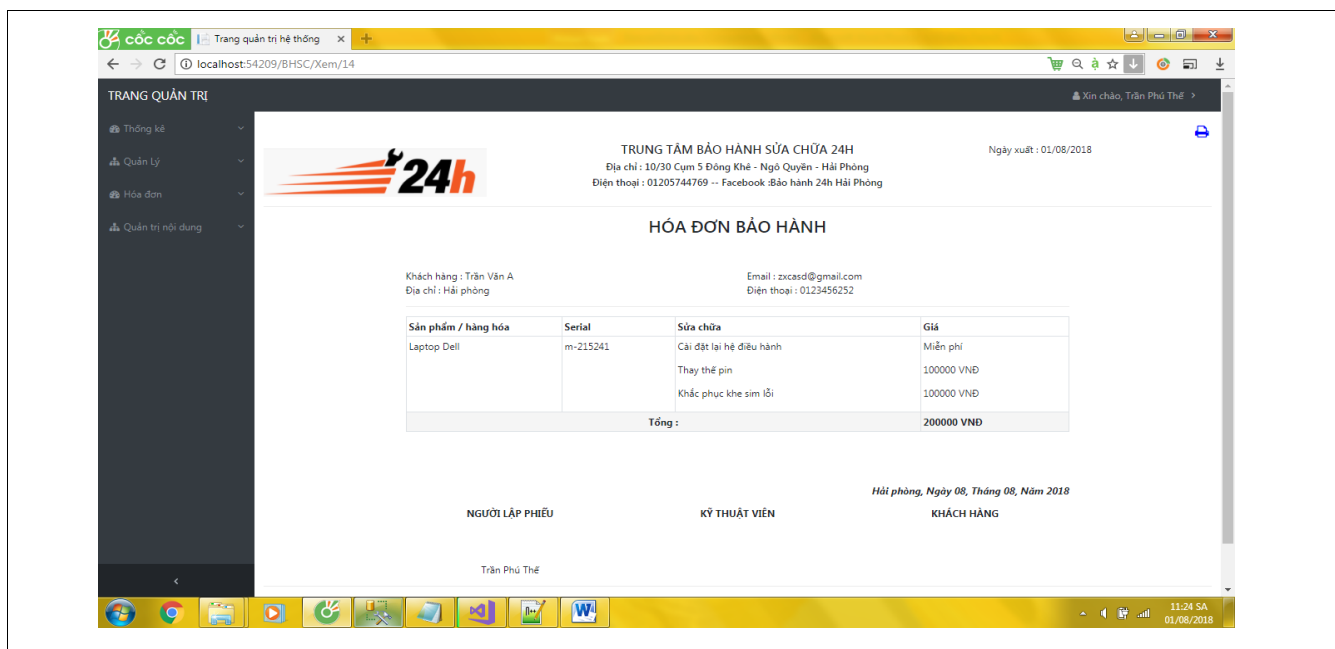 cốc cốc Trang quản trị hệ thống
localhost:54209/BHSC/Xem/14
TRANG QUẢN TRỊ Xin chào, Trần Phú Thế
Thống kê
Quản Lý
Hóa đơn
Quản trị nội dung
24h
TRUNG TÂM BẢO HÀNH SỬA CHỮA 24H
Địa chỉ : 10/30 Cụm 5 Đông Khê - Ngô Quyền - Hải Phòng
Điện thoại : 01205744769 -- Facebook :Bảo hành 24h Hải Phòng
Ngày xuất : 01/08/2018
HÓA ĐƠN BẢO HÀNH
Khách hàng : Trần Văn A Email : zxcasd@gmail.com
Địa chỉ : Hải phòng Điện thoại : 0123456252
Sản phẩm / hàng hóa Serial Sửa chữa Giá
Laptop Dell m-215241 Cài đặt lại hệ điều hành Miễn phí
Thay thế pin 100000 VNĐ
Khắc phục khe sim lỗi 100000 VNĐ
Tổng : 200000 VNĐ
Hải phòng, Ngày 08, Tháng 08, Năm 2018
NGƯỜI LẬP PHIẾU KỸ THUẬT VIÊN KHÁCH HÀNG
Trần Phú Thế
11:24 SA
01/08/2018